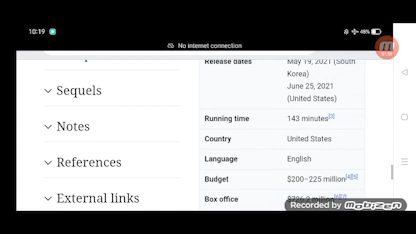 10:19
48%
No internet connection
Release dates May 19, 2021 (South
Korea)
June 25, 2021
(United States)
Sequels
Notes
References
External links
Running time 143 minutes[3]
Country United States
Language English
Budget $200–225 million[4][5]
Box office
Recorded by
MOBIZEN